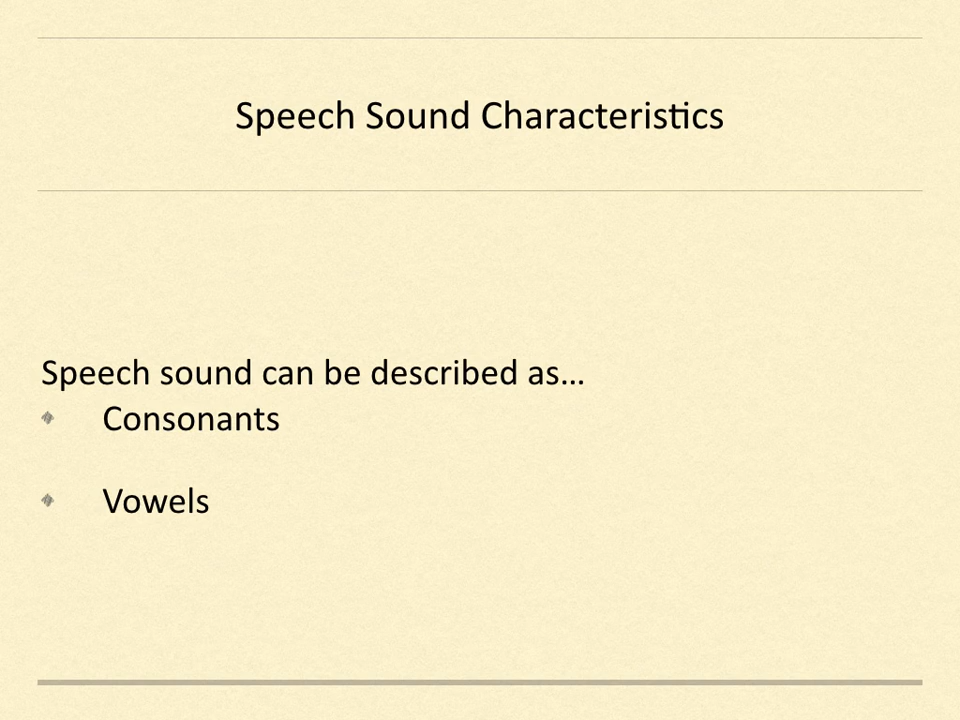 Speech Sound Characteristics
Speech sound can be described as…
Consonants
Vowels